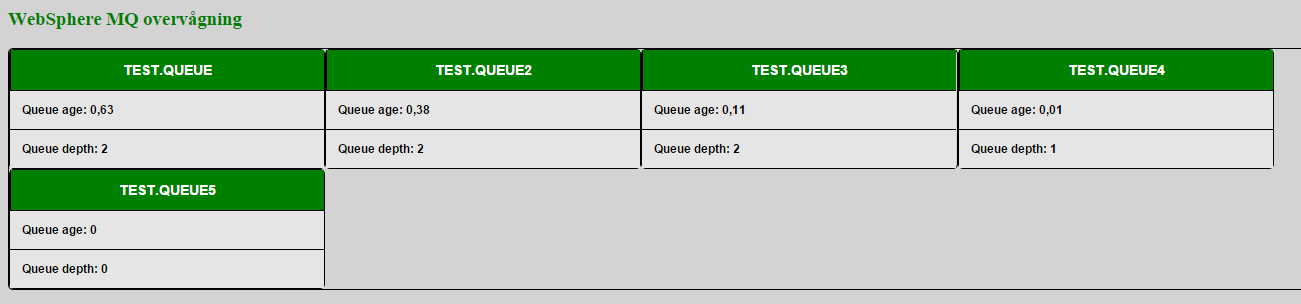 WebSphere MQ overvågning
TEST.QUEUE TEST.QUEUE2 TEST.QUEUE3 TEST.QUEUE4
Queue age: 0,63 Queue age: 0,38 Queue age: 0,11 Queue age: 0,01
Queue depth: 2 Queue depth: 2 Queue depth: 2 Queue depth: 1
TEST.QUEUE5
Queue age: 0
Queue depth: 0